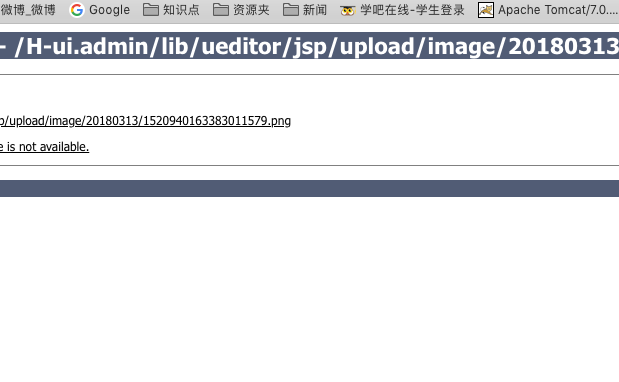 微博_微博 Google 知识点 资源夹 新闻 学吧在线-学生登录 Apache Tomcat/7.0....
- /H-ui.admin/lib/ueditor/jsp/upload/image/20180313
p/upload/image/20180313/1520940163383011579.png
e is not available.